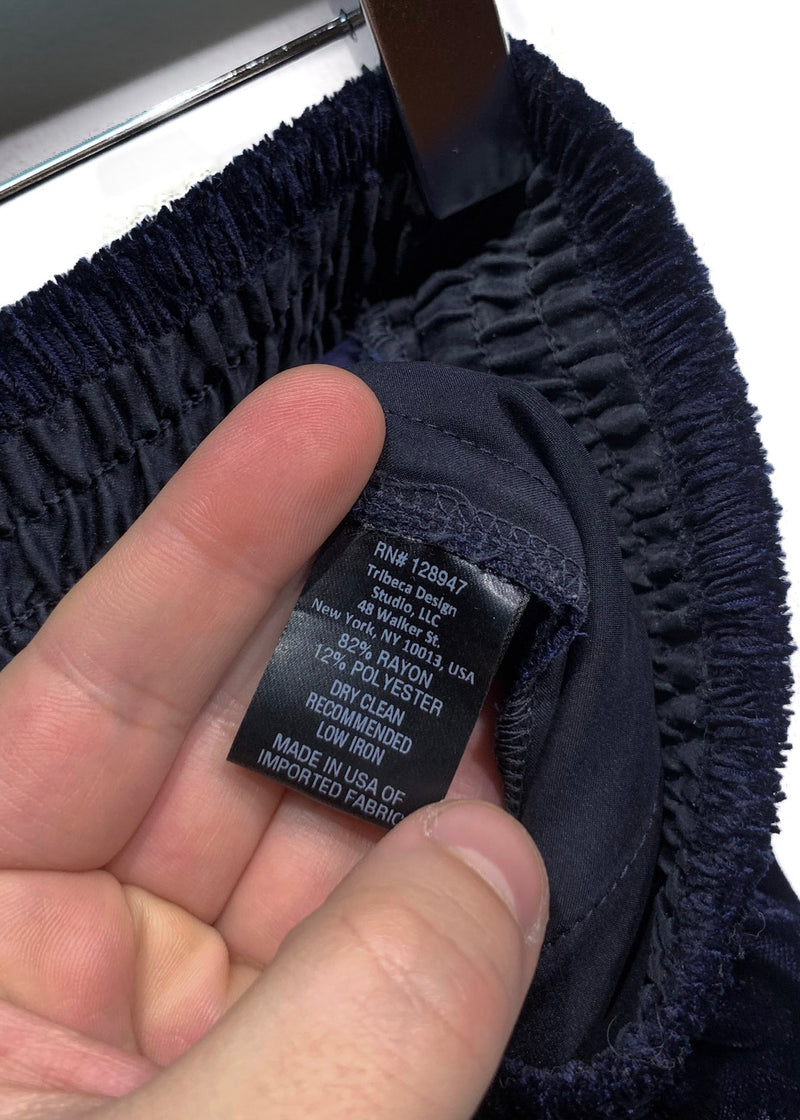 RN# 128947
Tribeca Design
Studio, LLC
48 Walker St.
New York, NY 10013, USA
82% RAYON
12% POLYESTER
DRY CLEAN
RECOMMENDED
LOW IRON
MADE IN USA OF
IMPORTED FABRIC